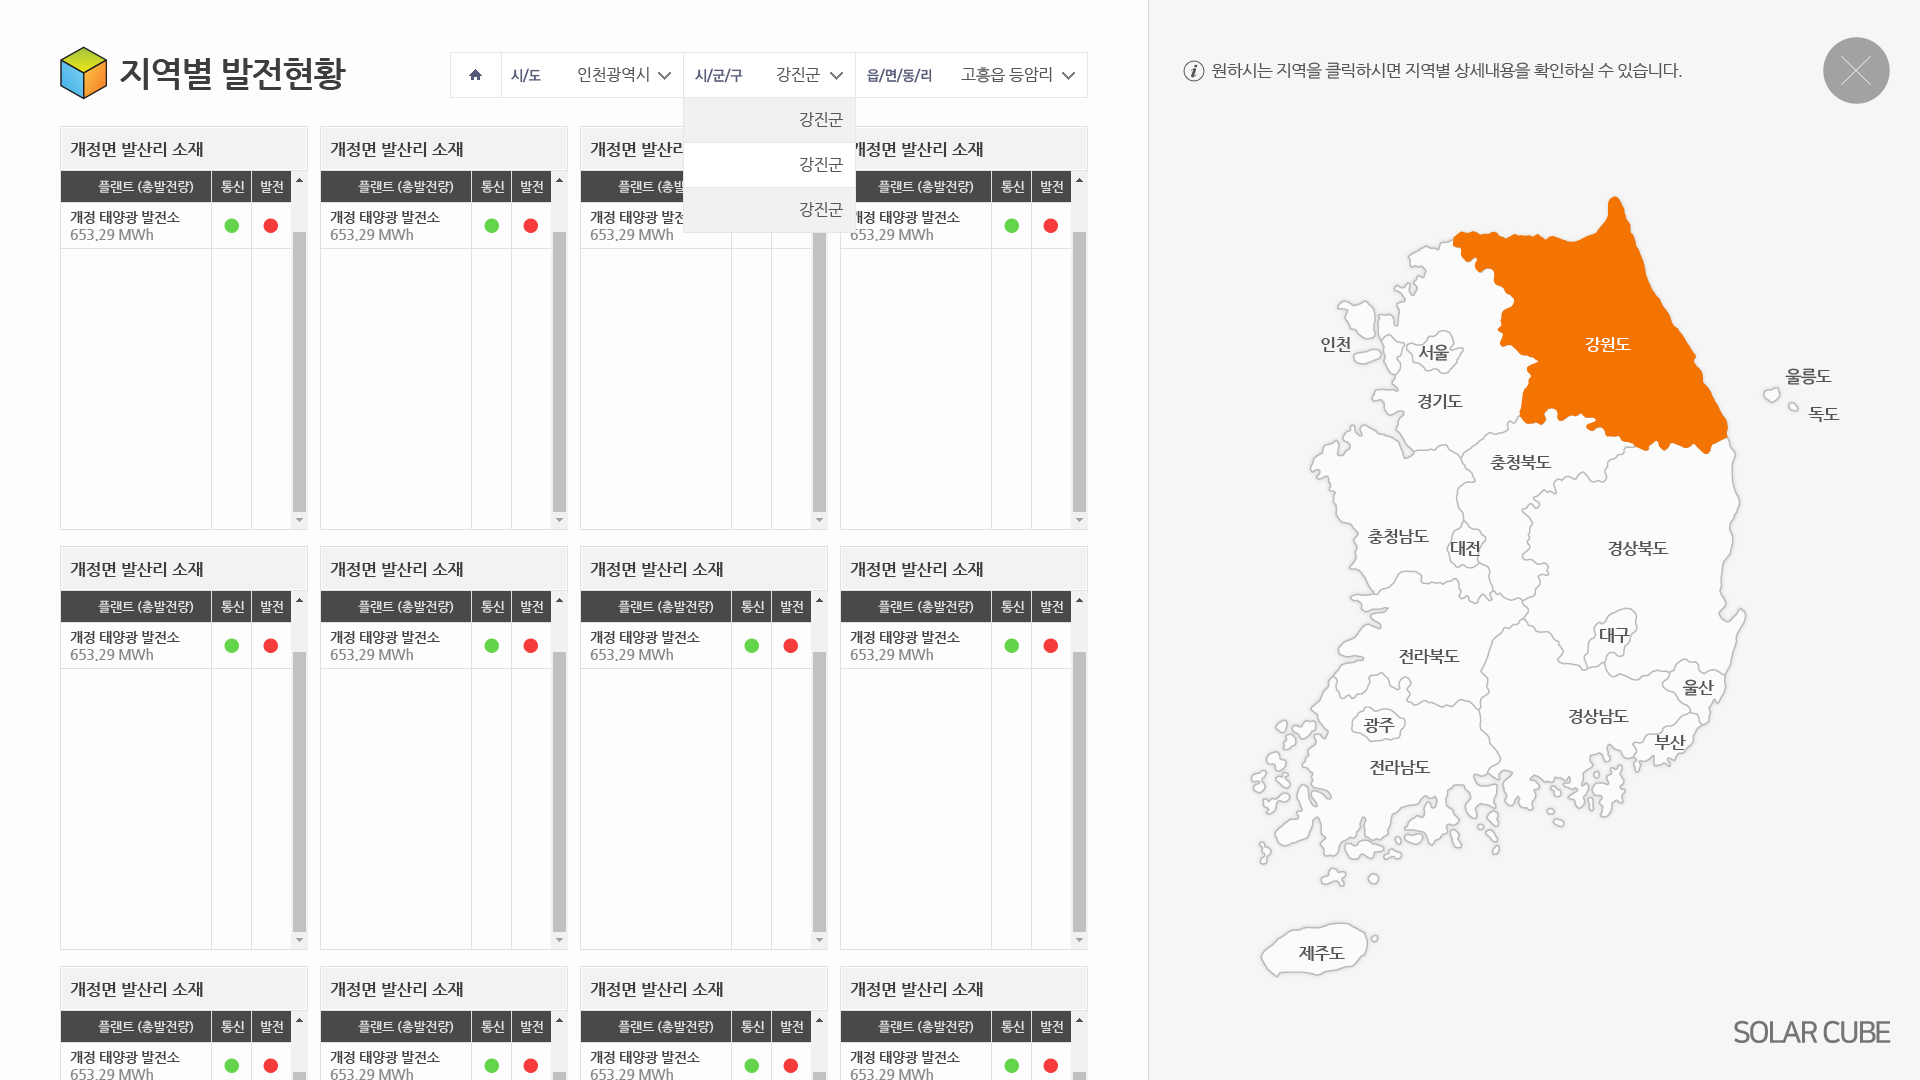 지역별 발전현황
시/도 인천광역시 시/군/구 강진군 읍/면/동/리 고흥읍 등암리
강진군
강진군
강진군
원하시는 지역을 클릭하시면 지역별 상세내용을 확인하실 수 있습니다.
개정면 발산리 소재 개정면 발산리 소재 개정면 발산리 개정면 발산리 소재
플랜트 (총발전량) 통신 발전 플랜트 (총발전량) 통신 발전 플랜트 (총발 플랜트 (총발전량) 통신 발전
개정 태양광 발전소 개정 태양광 발전소 개정 태양광 발전 개정 태양광 발전소
653.29 MWh 653.29 MWh 653.29 MWh 653.29 MWh
개정면 발산리 소재 개정면 발산리 소재 개정면 발산리 소재 개정면 발산리 소재
플랜트 (총발전량) 통신 발전 플랜트 (총발전량) 통신 발전 플랜트 (총발전량) 통신 발전 플랜트 (총발전량) 통신 발전
개정 태양광 발전소 개정 태양광 발전소 개정 태양광 발전소 개정 태양광 발전소
653.29 MWh 653.29 MWh 653.29 MWh 653.29 MWh
개정면 발산리 소재 개정면 발산리 소재 개정면 발산리 소재 개정면 발산리 소재
플랜트 (총발전량) 통신 발전 플랜트 (총발전량) 통신 발전 플랜트 (총발전량) 통신 발전 플랜트 (총발전량) 통신 발전
개정 태양광 발전소 개정 태양광 발전소 개정 태양광 발전소 개정 태양광 발전소
653.29 MWh 653.29 MWh 653.29 MWh 653.29 MWh
강원도
인천
서울
울릉도
경기도
독도
충청북도
충청남도
대전
경상북도
대구
전라북도
울산
경상남도
광주
부산
전라남도
제주도
SOLAR CUBE